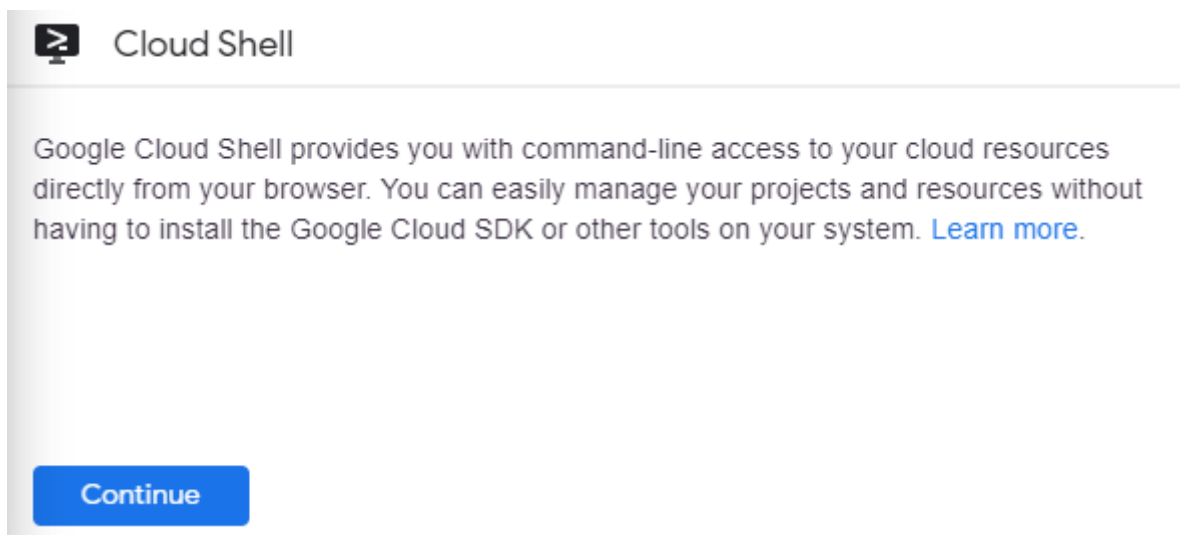 Cloud Shell
Google Cloud Shell provides you with command-line access to your cloud resources
directly from your browser. You can easily manage your projects and resources without
having to install the Google Cloud SDK or other tools on your system. Learn more.
Continue